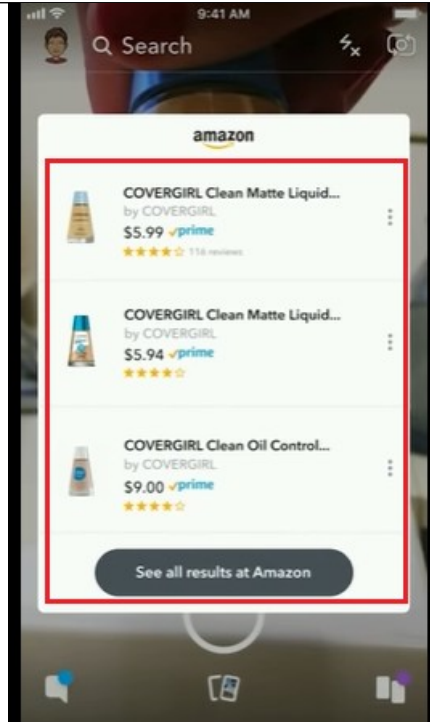 9:41 AM
Search
amazon
COVERGIRL Clean Matte Liquid...
by COVERGIRL
$5.99 prime
116 reviews
COVERGIRL Clean Matte Liquid...
by COVERGIRL
$5.94 prime
COVERGIRL Clean Oil Control...
by COVERGIRL
$9.00 prime
See all results at Amazon